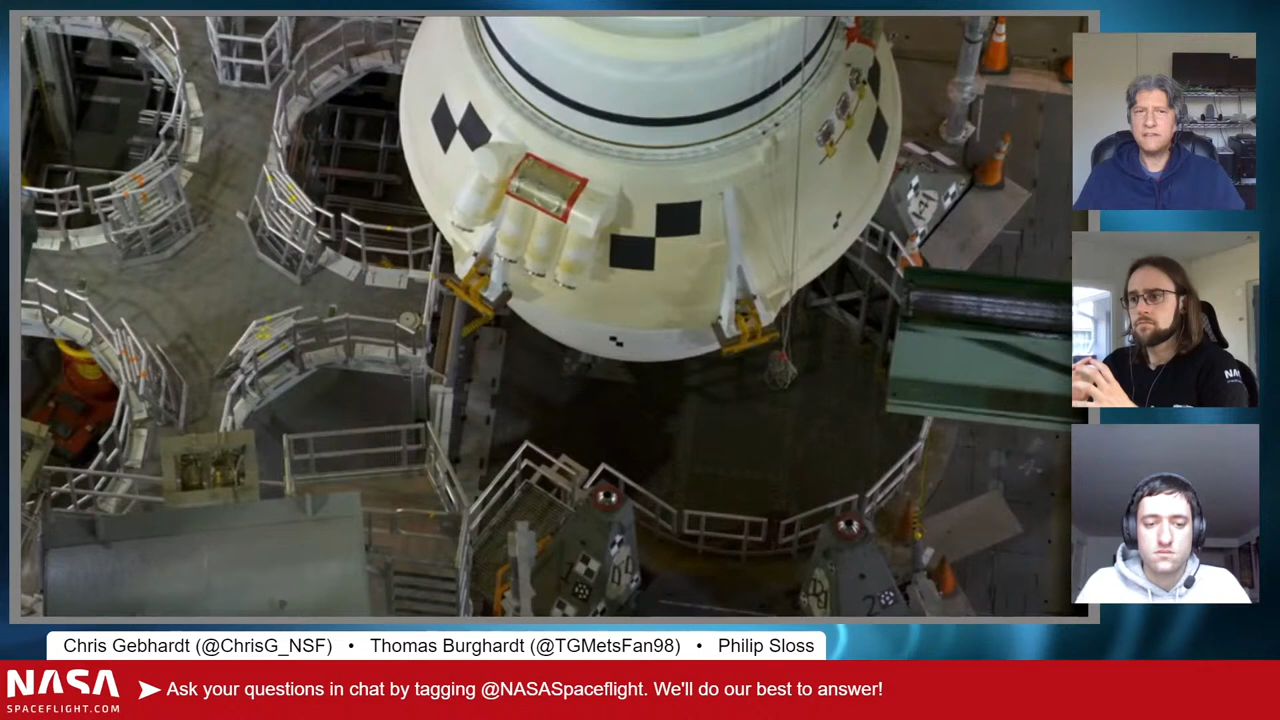 NASA
Chris Gebhardt (@ChrisG_NSF) • Thomas Burghardt (@TGMetsFan98) • Philip Sloss
NASA
SPACEFLIGHT.COM
Ask your questions in chat by tagging @NASASpaceflight. We'll do our best to answer!